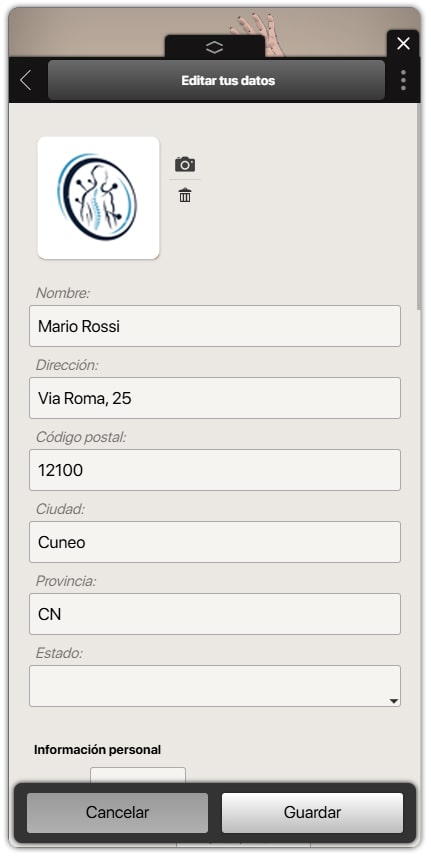 Editar tus datos
Nombre:
Mario Rossi
Dirección:
Via Roma, 25
Código postal:
12100
Ciudad:
Cuneo
Provincia:
CN
Estado:
Información personal
Cancelar
Guardar